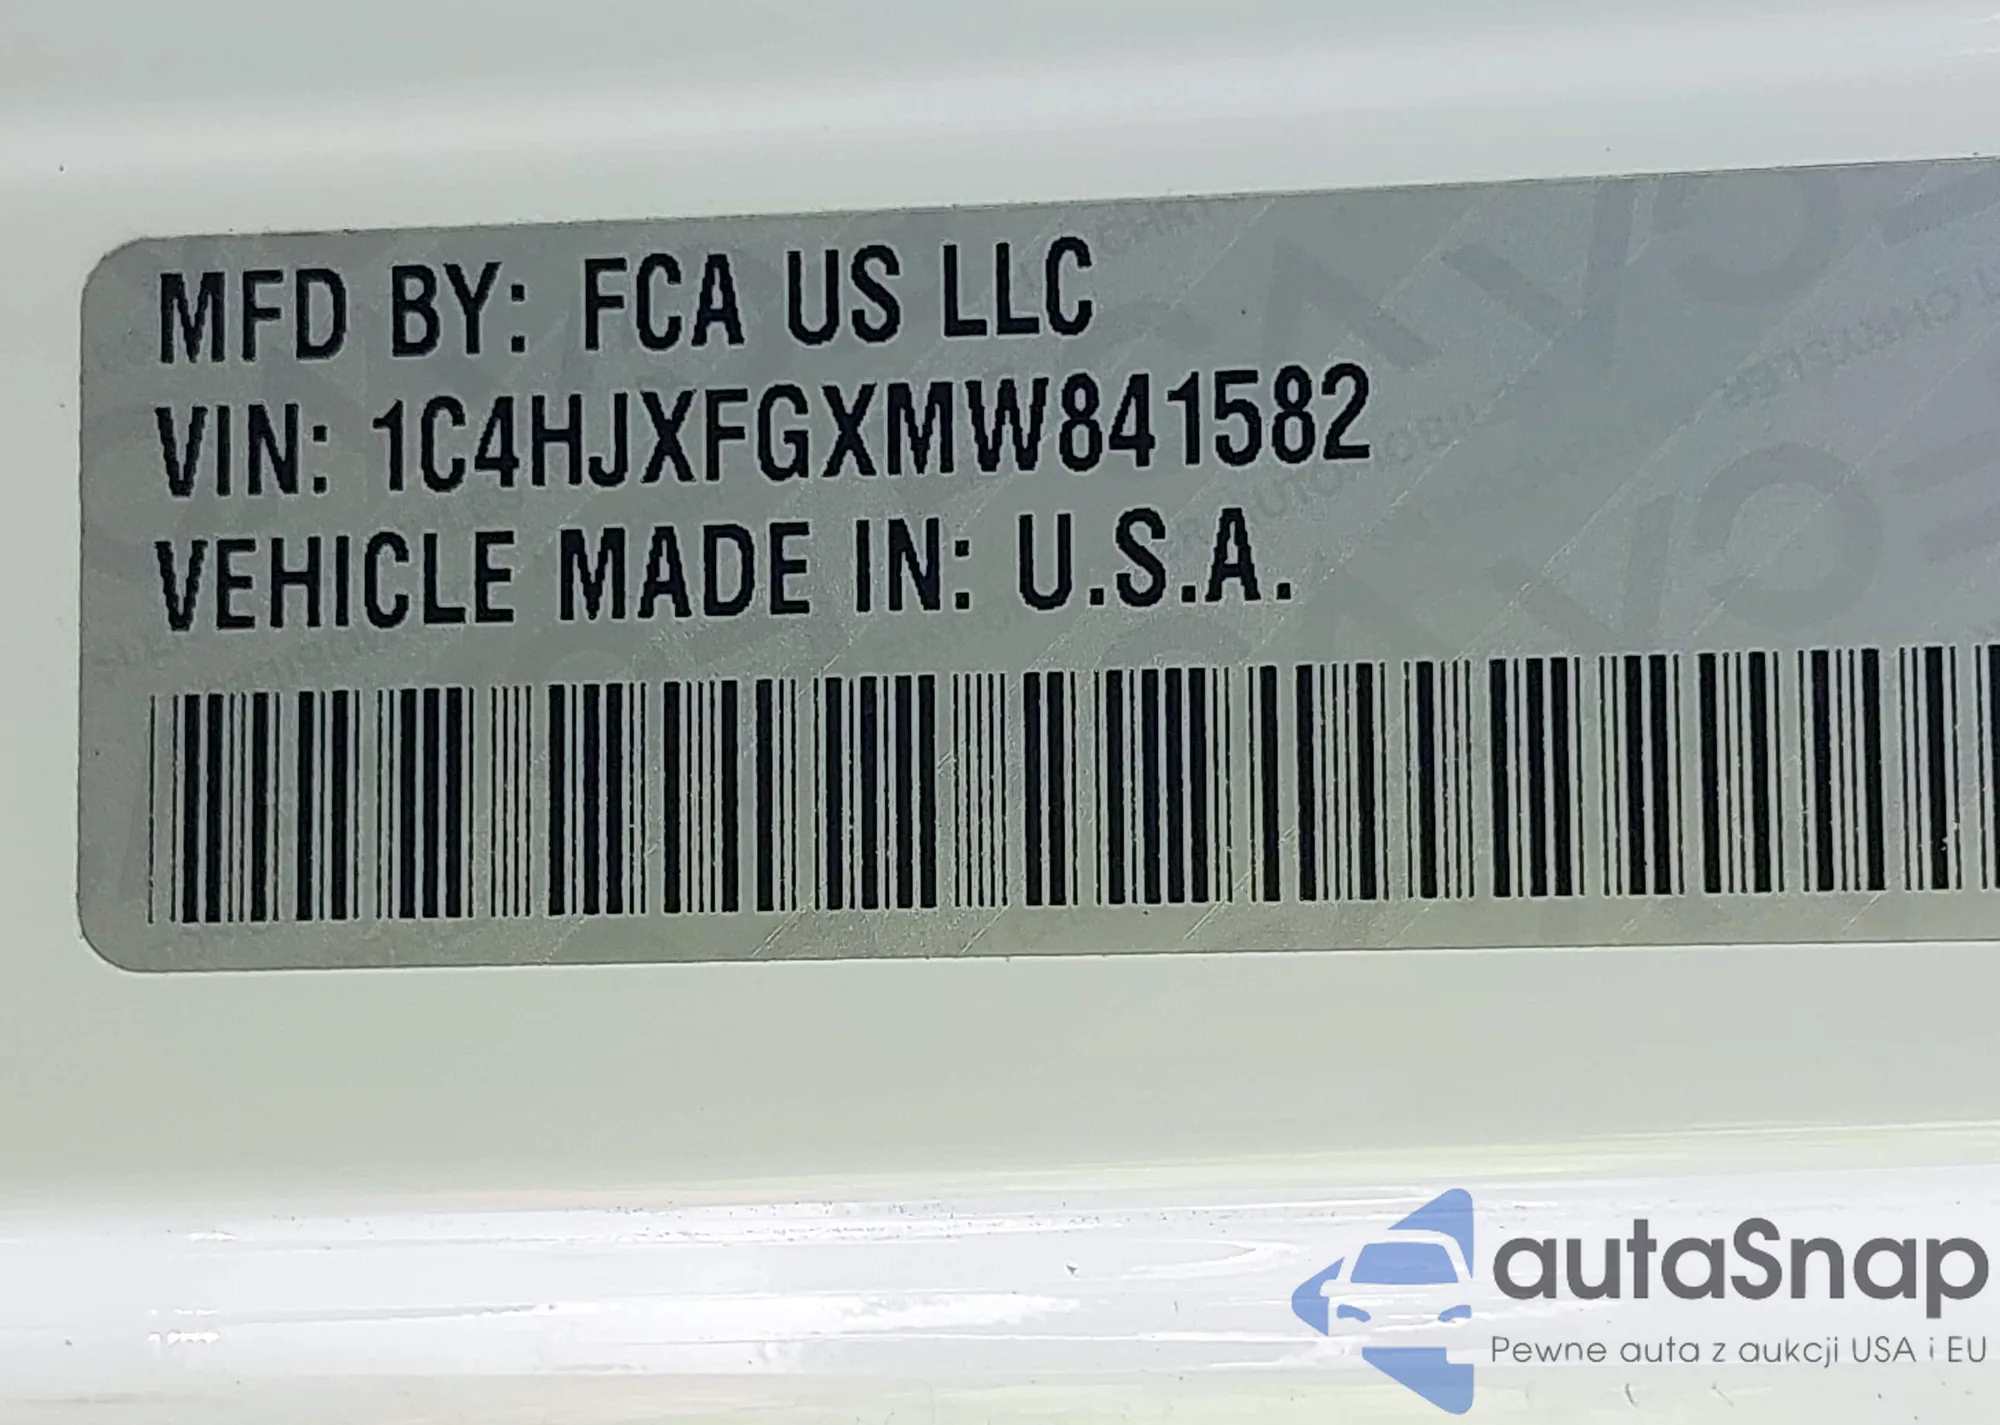 MFD BY: FCA US LLC
VIN: 1C4HJXFGXMW841582
VEHICLE MADE IN: U.S.A.
autaSnap
Pewne auta z aukcji USA i EU